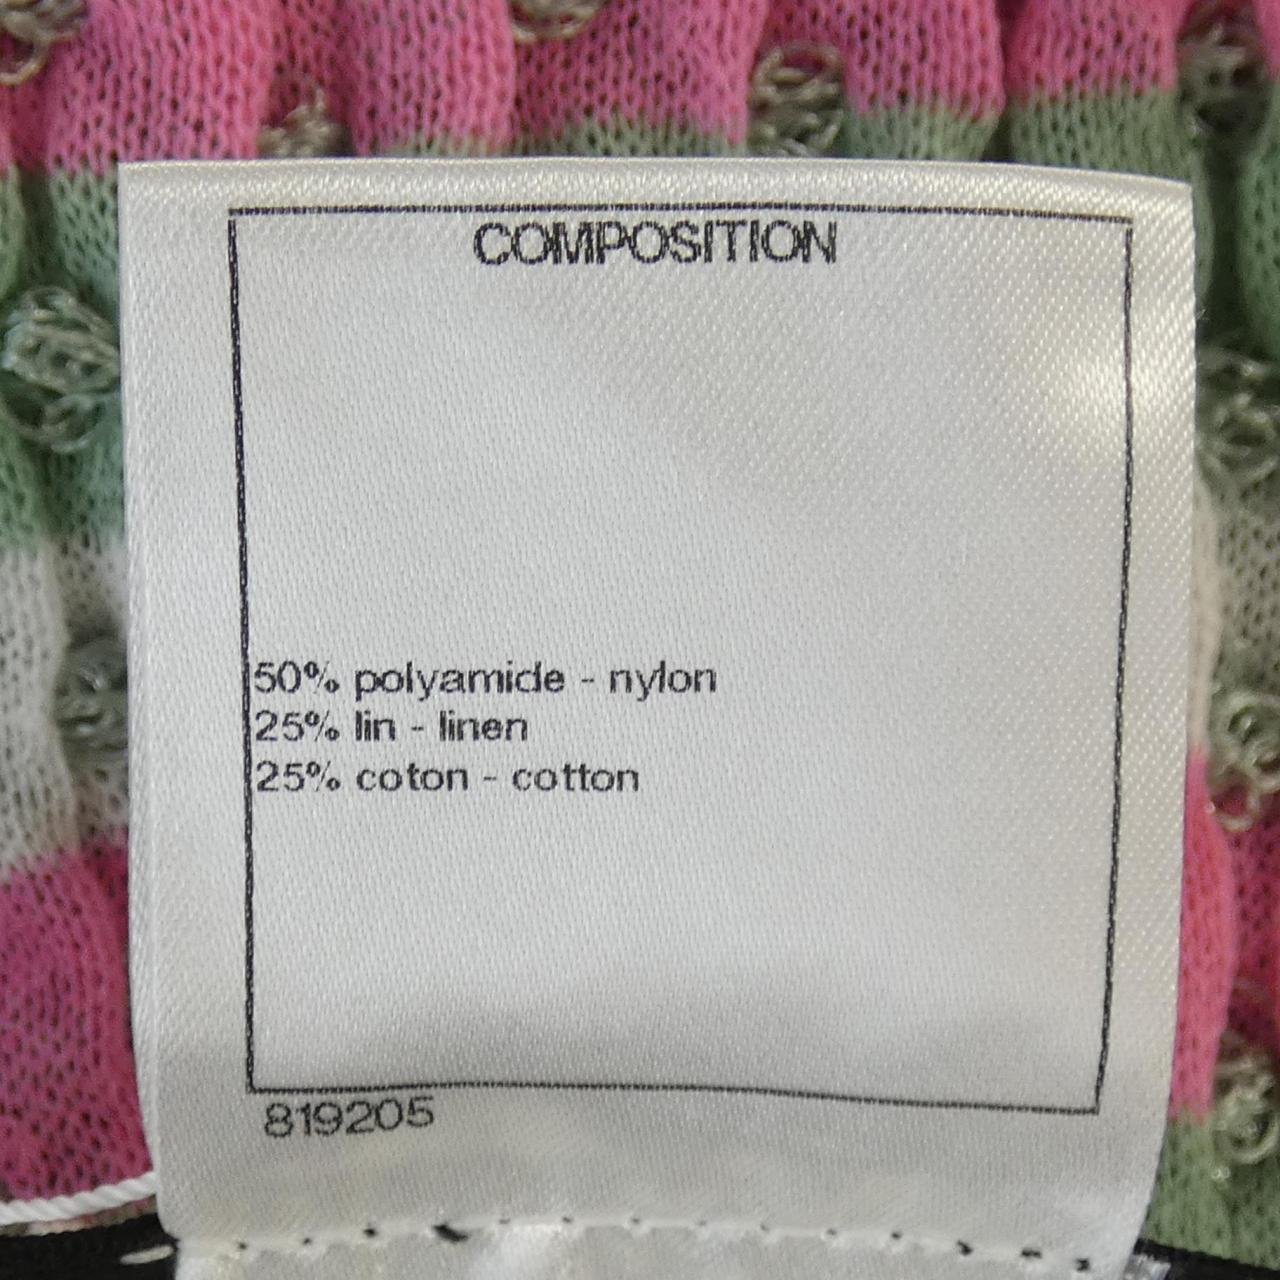 COMPOSITION
50% polyamide - nylon
25% lin - linen
25% coton - cotton
819205